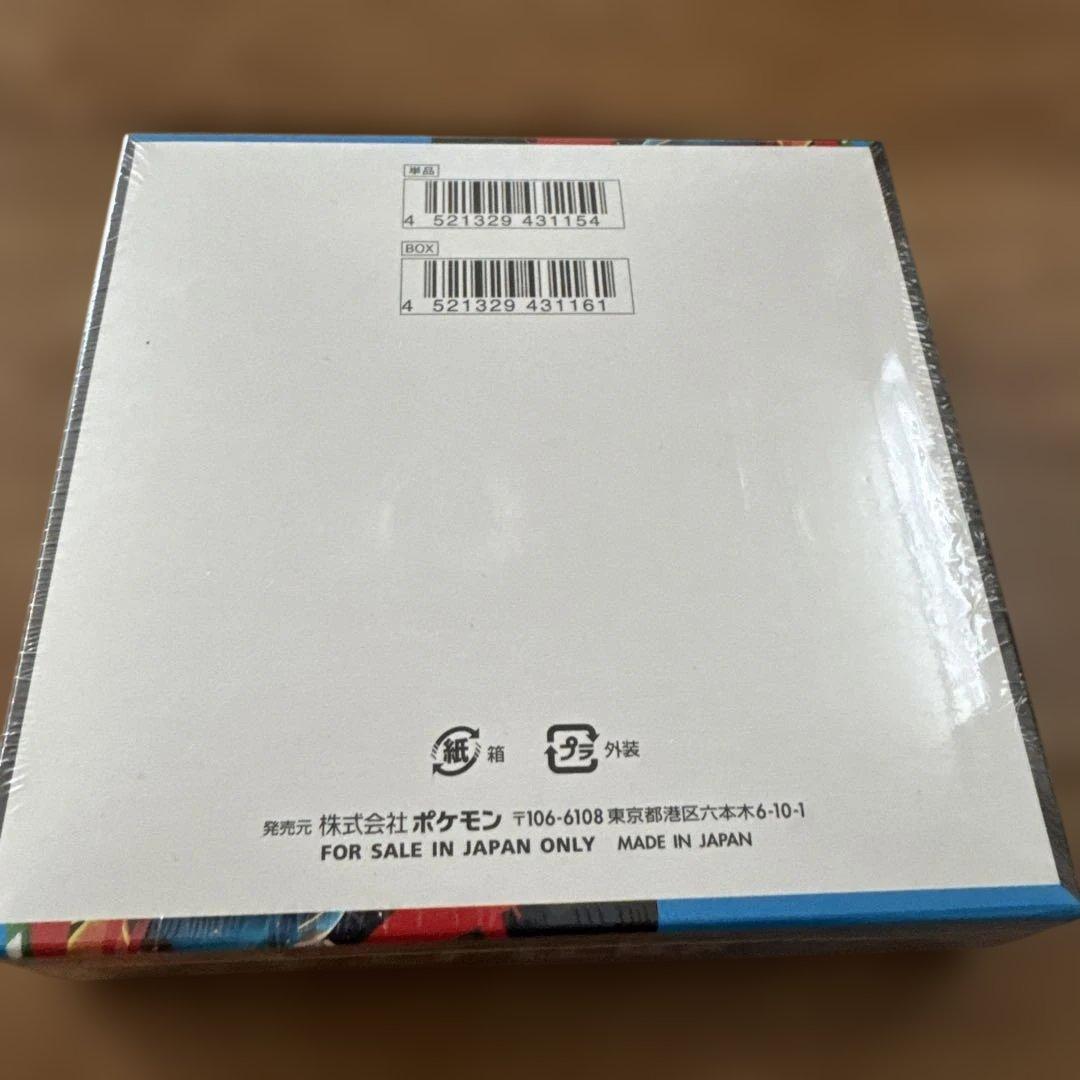 単品
4 521329 431154
BOX
4 521329 431161
紙 箱 プラ 外装
発売元 株式会社 ポケモン 〒106-6108 東京都港区六本木6-10-1
FOR SALE IN JAPAN ONLY MADE IN JAPAN